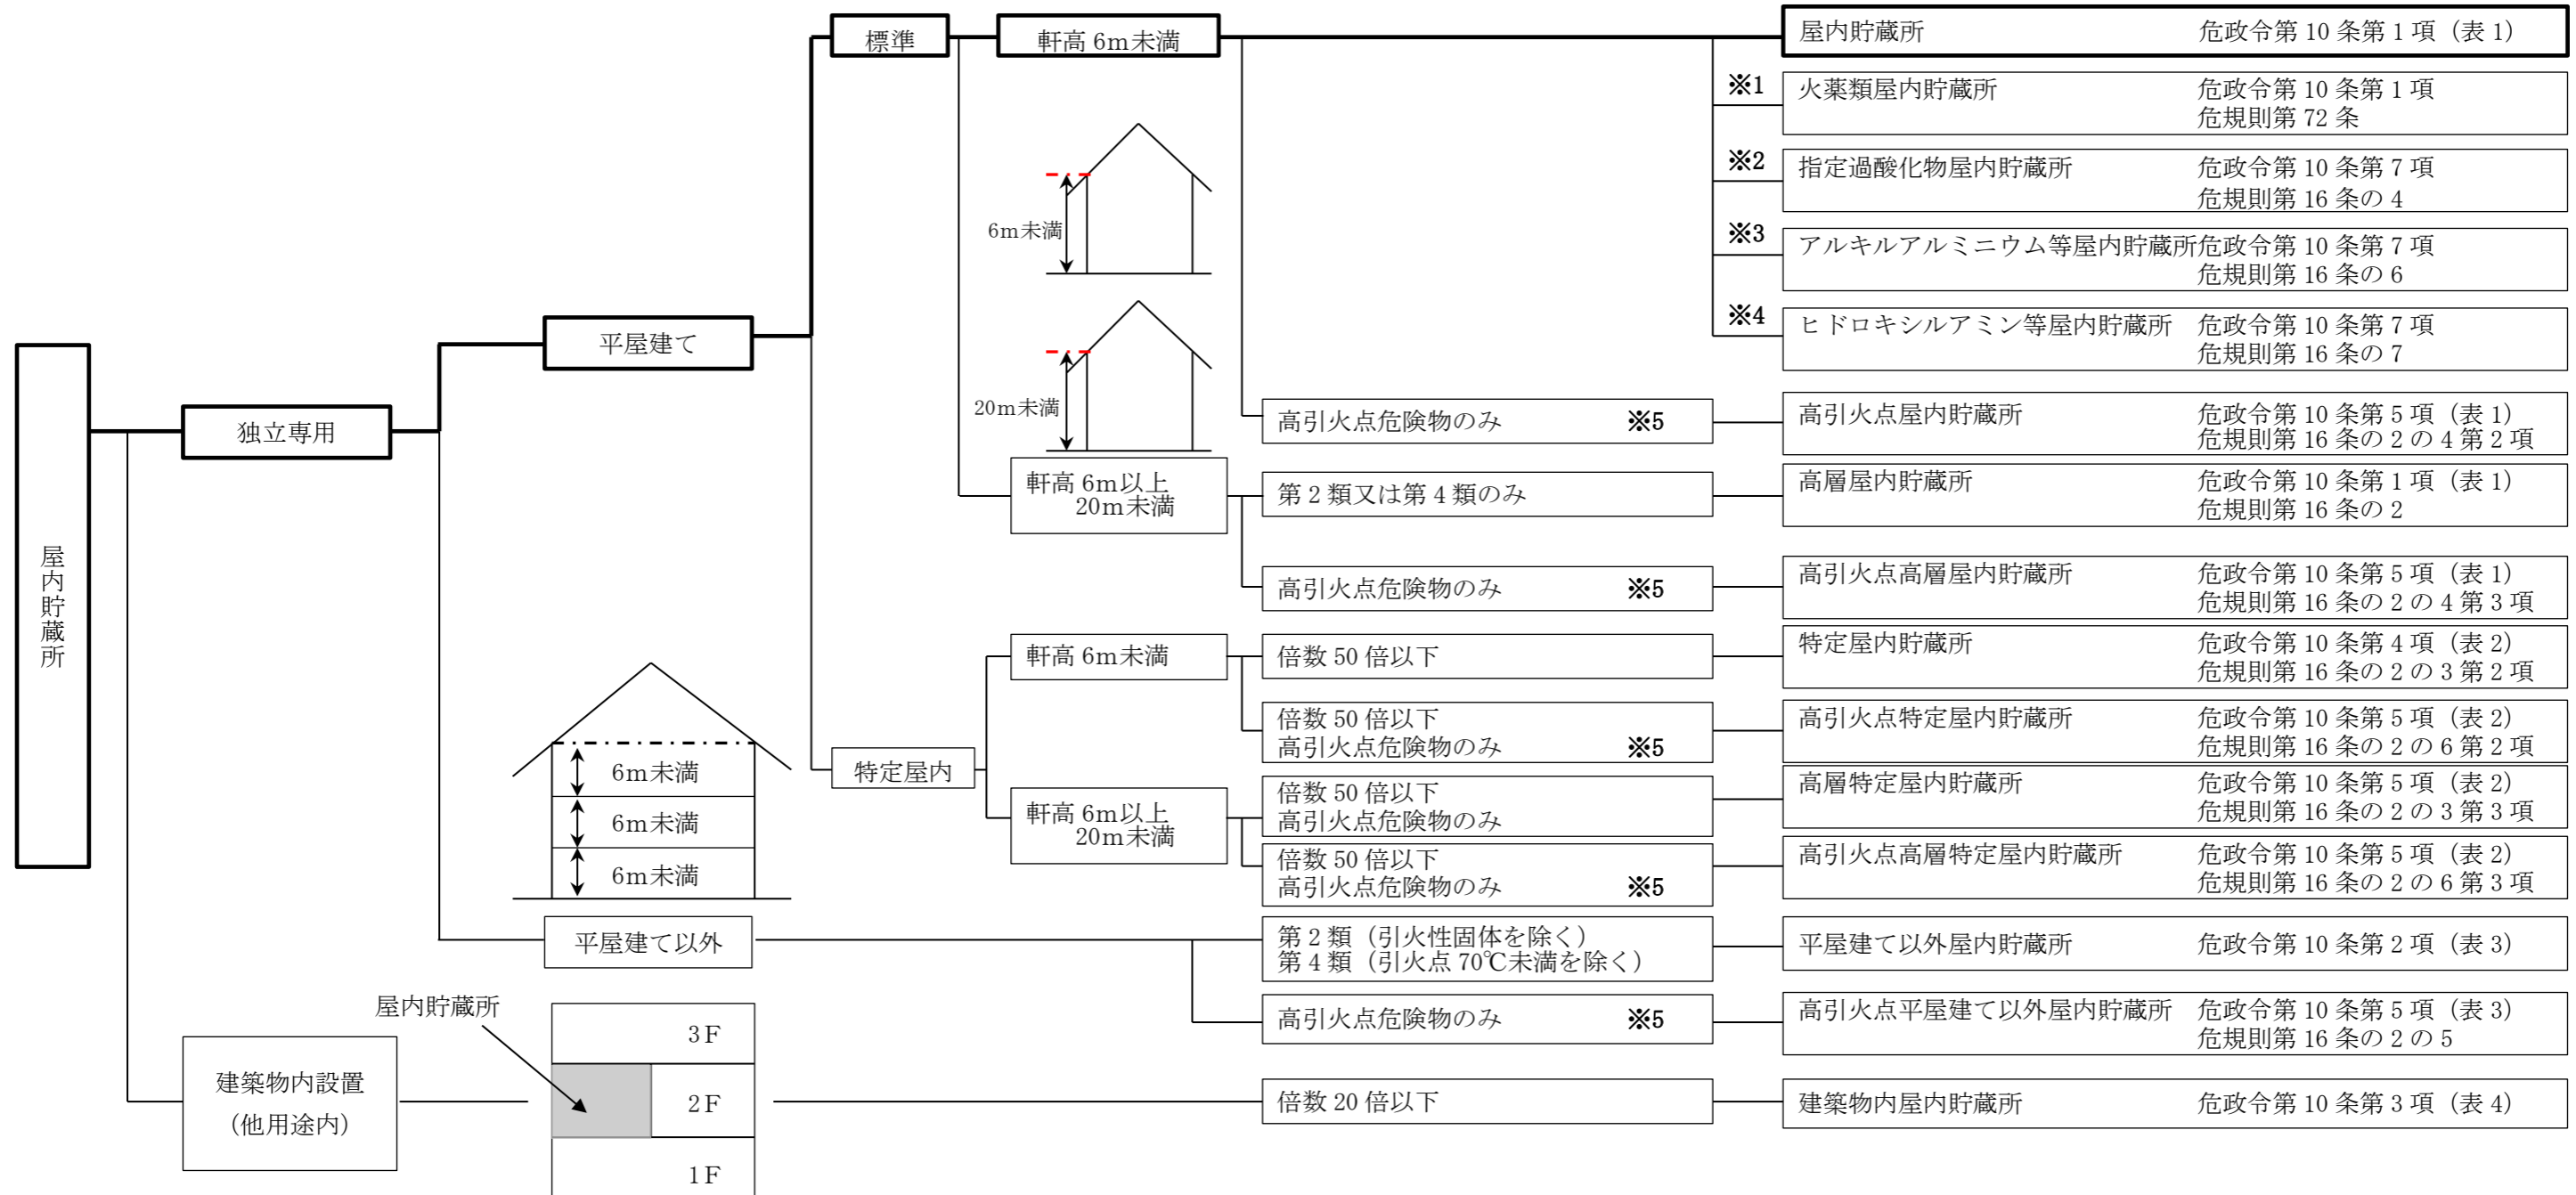 屋内貯蔵所
独立専用
平屋建て
標準
軒高 6m未満
6m未満
20m未満
軒高 6m以上
20m未満
特定屋内
軒高 6m未満
軒高 6m以上
20m未満
6m未満
6m未満
6m未満
平屋建て以外
建築物内設置
(他用途内)
屋内貯蔵所
3F
2F
1F
※1
※2
※3
※4
高引火点危険物のみ ※5
第 2 類又は第 4 類のみ
高引火点危険物のみ ※5
倍数 50 倍以下
倍数 50 倍以下
高引火点危険物のみ ※5
倍数 50 倍以下
高引火点危険物のみ
倍数 50 倍以下
高引火点危険物のみ ※5
第 2 類（引火性固体を除く）
第 4 類（引火点 70℃未満を除く）
高引火点危険物のみ ※5
倍数 20 倍以下
屋内貯蔵所 危政令第 10 条第 1 項（表 1）
火薬類屋内貯蔵所 危政令第 10 条第 1 項
危規則第 72 条
指定過酸化物屋内貯蔵所 危政令第 10 条第 7 項
危規則第 16 条の 4
アルキルアルミニウム等屋内貯蔵所危政令第 10 条第 7 項
危規則第 16 条の 6
ヒドロキシルアミン等屋内貯蔵所 危政令第 10 条第 7 項
危規則第 16 条の 7
高引火点屋内貯蔵所 危政令第 10 条第 5 項（表 1）
危規則第 16 条の 2 の 4 第 2 項
高層屋内貯蔵所 危政令第 10 条第 1 項（表 1）
危規則第 16 条の 2
高引火点高層屋内貯蔵所 危政令第 10 条第 5 項（表 1）
危規則第 16 条の 2 の 4 第 3 項
特定屋内貯蔵所 危政令第 10 条第 4 項（表 2）
危規則第 16 条の 2 の 3 第 2 項
高引火点特定屋内貯蔵所 危政令第 10 条第 5 項（表 2）
危規則第 16 条の 2 の 6 第 2 項
高層特定屋内貯蔵所 危政令第 10 条第 5 項（表 2）
危規則第 16 条の 2 の 3 第 3 項
高引火点高層特定屋内貯蔵所 危政令第 10 条第 5 項（表 2）
危規則第 16 条の 2 の 6 第 3 項
平屋建て以外屋内貯蔵所 危政令第 10 条第 2 項（表 3）
高引火点平屋建て以外屋内貯蔵所 危政令第 10 条第 5 項（表 3）
危規則第 16 条の 2 の 5
建築物内屋内貯蔵所 危政令第 10 条第 3 項（表 4）